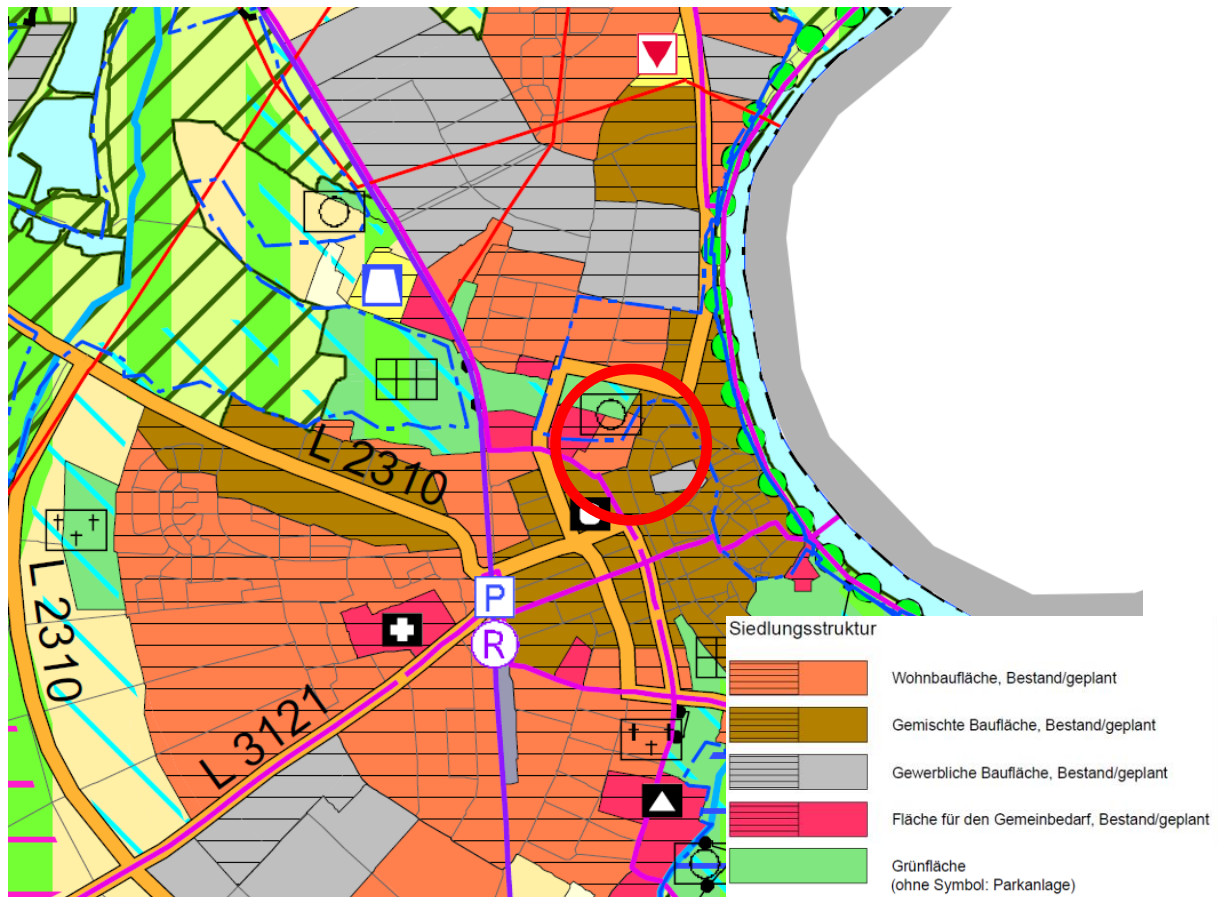 L 2310
L 2310
P
R
L 3121
Siedlungsstruktur
Wohnbaufläche, Bestand/geplant
Gemischte Baufläche, Bestand/geplant
Gewerbliche Baufläche, Bestand/geplant
Fläche für den Gemeinbedarf, Bestand/geplant
Grünfläche
(ohne Symbol: Parkanlage)